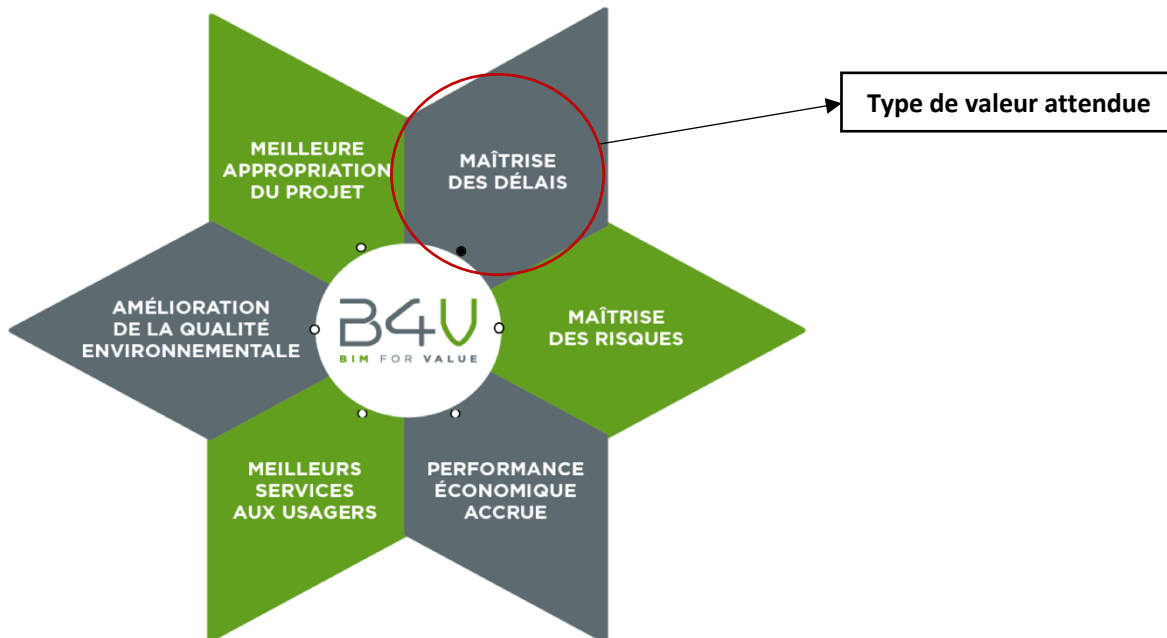 Type de valeur attendue
MEILLEURE
APPROPRIATION
DU PROJET
MAÎTRISE
DES DÉLAIS
AMÉLIORATION
DE LA QUALITÉ
ENVIRONNEMENTALE
B4V
BIM FOR VALUE
MAÎTRISE
DES RISQUES
MEILLEURS
SERVICES
AUX USAGERS
PERFORMANCE
ÉCONOMIQUE
ACCRUE